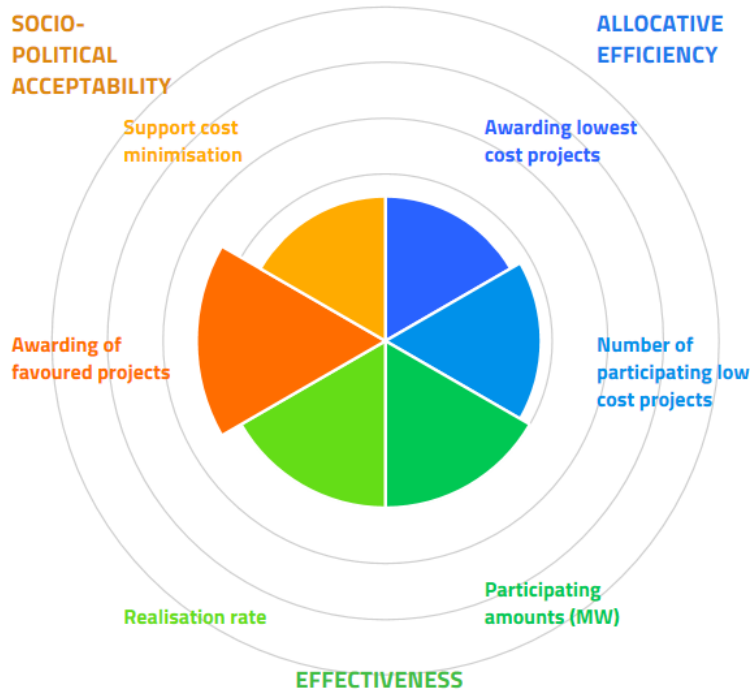 SOCIO-
POLITICAL
ACCEPTABILITY
ALLOCATIVE
EFFICIENCY
Support cost
minimisation
Awarding lowest
cost projects
Awarding of
favoured projects
Number of
participating low
cost projects
Realisation rate
Participating
amounts (MW)
EFFECTIVENESS